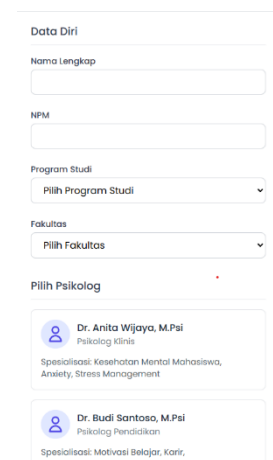 Data Diri
Nama Lengkap
NPM
Program Studi
Pilih Program Studi
Fakultas
Pilih Fakultas
Pilih Psikolog
Dr. Anita Wijaya, M.Psi
Psikolog Klinis
Spesialisasi: Kesehatan Mental Mahasiswa,
Anxiety, Stress Management
Dr. Budi Santoso, M.Psi
Psikolog Pendidikan
Spesialisasi: Motivasi Belajar, Karir,